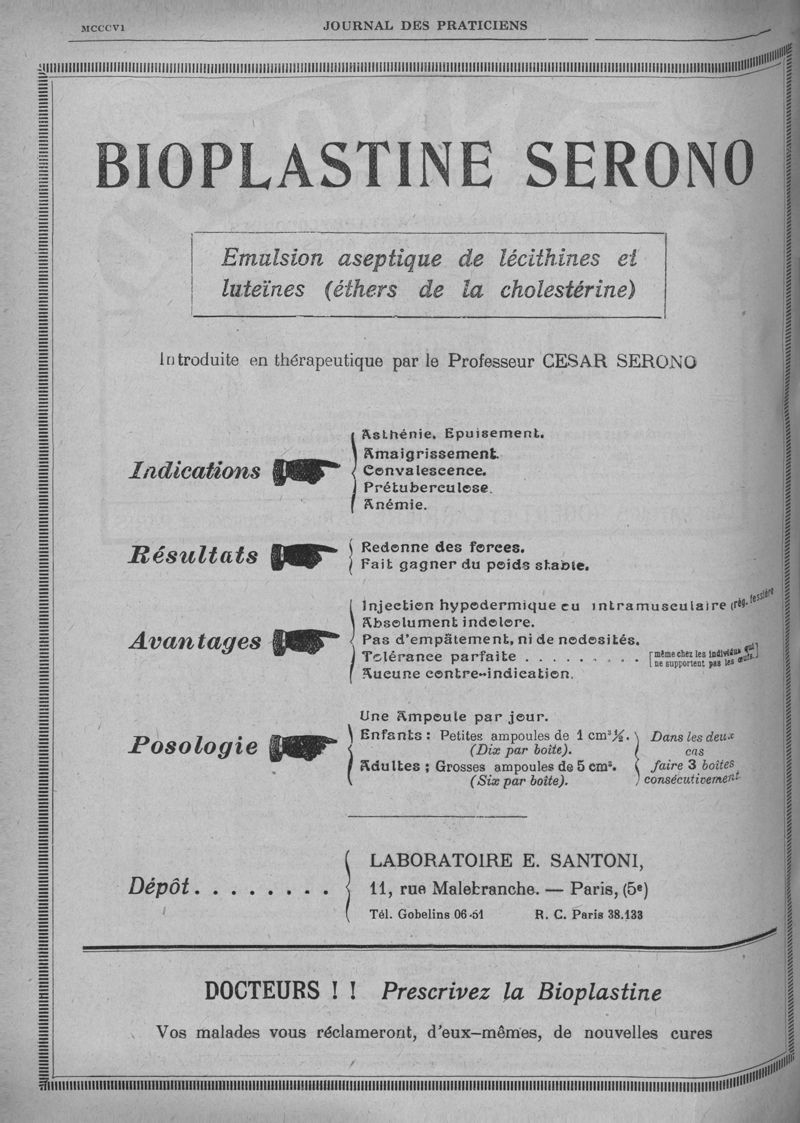 MCCCVI
JOURNAL DES PRATICIENS
BIOPLASTINE SERONO
Emulsion aseptique de lécithines et
luteïnes (éthers de la cholestérine)
Introduite en thérapeutique par le Professeur CESAR SERONO
Indications
Asthénie. Epuisement.
Amaigrissement.
Convalescence.
Prétuberculose.
Anémie.
Résultats
Redonne des forces.
Fait gagner du poids stable.
Avantages
Injection hypodermique ou intramusculaire (rég. fessière
Absolument indolore.
Pas d'empâtement, ni de nodosités.
Tolérance parfaite . . . . . . . . . [même chez les individus qui
ne supportent pas les œufs.]
Aucune contre-indication.
Posologie
Une Ampoule par jour.
Enfants : Petites ampoules de 1 cm³ ½.
(Dix par boîte).
Adultes ; Grosses ampoules de 5 cm³.
(Six par boîte).
Dans les deux
cas
faire 3 boites
consécutivement
Dépôt. . . . . . . .
LABORATOIRE E. SANTONI,
11, rue Malebranche. — Paris, (5e)
Tél. Gobelins 06-61 R. C. Paris 38.133
DOCTEURS ! ! Prescrivez la Bioplastine
Vos malades vous réclameront, d'eux-mêmes, de nouvelles cures